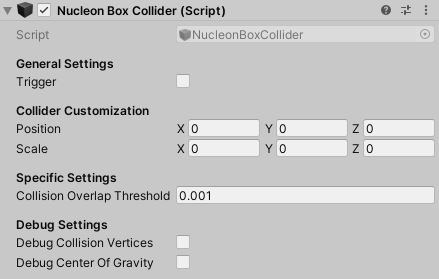 Nucleon Box Collider (Script)
Script NucleonBoxCollider
General Settings
Trigger
Collider Customization
Position X 0 Y 0 Z 0
Scale X 0 Y 0 Z 0
Specific Settings
Collision Overlap Threshold 0.001
Debug Settings
Debug Collision Vertices
Debug Center Of Gravity